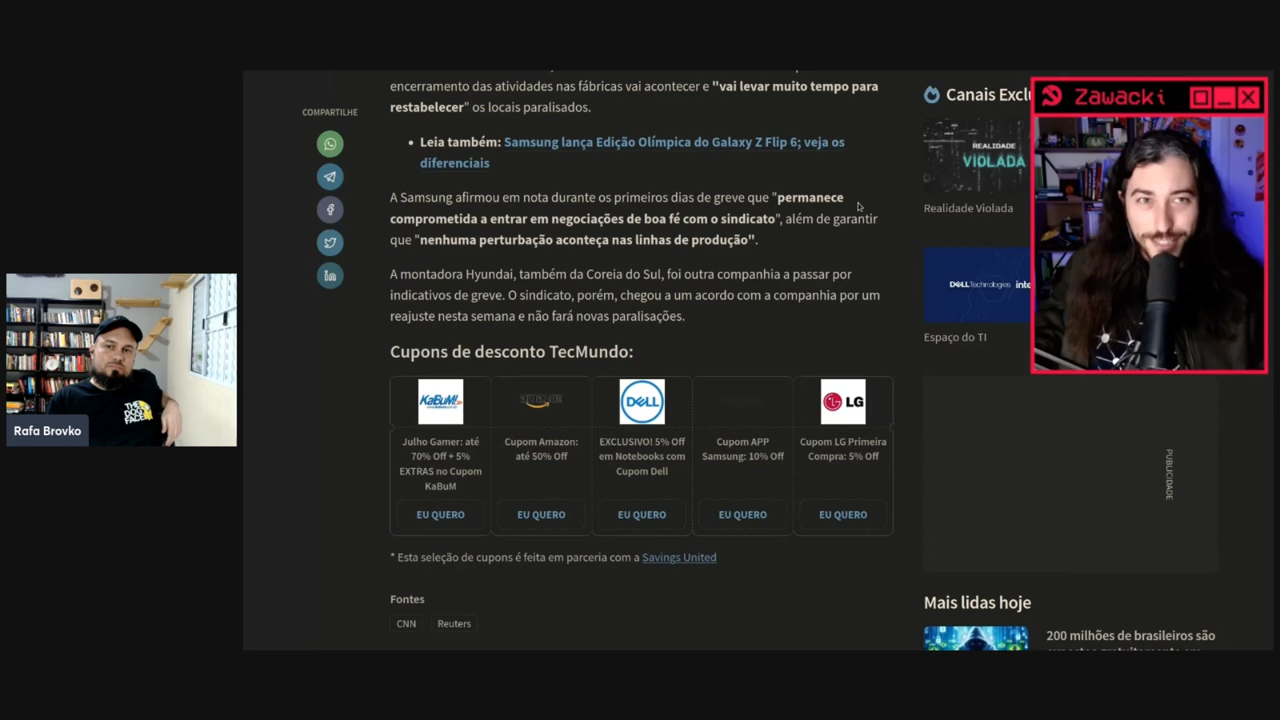 encerramento das atividades nas fábricas vai acontecer e "vai levar muito tempo para
restabelecer" os locais paralisados.
COMPARTILHE
• Leia também: Samsung lança Edição Olímpica do Galaxy Z Flip 6; veja os
diferenciais
A Samsung afirmou em nota durante os primeiros dias de greve que "permanece
comprometida a entrar em negociações de boa fé com o sindicato", além de garantir
que "nenhuma perturbação aconteça nas linhas de produção".
A montadora Hyundai, também da Coreia do Sul, foi outra companhia a passar por
indicativos de greve. O sindicato, porém, chegou a um acordo com a companhia por um
reajuste nesta semana e não fará novas paralisações.
Cupons de desconto TecMundo:
KaBuM!
DELL
LG
Julho Gamer: até
70% Off + 5%
EXTRAS no Cupom
KaBuM
Cupom Amazon:
até 50% Off
EXCLUSIVO! 5% Off
em Notebooks com
Cupom Dell
Cupom APP
Samsung: 10% Off
Cupom LG Primeira
Compra: 5% Off
EU QUERO
EU QUERO
EU QUERO
EU QUERO
EU QUERO
* Esta seleção de cupons é feita em parceria com a Savings United
Fontes
CNN
Reuters
Canais Exclu
REALIDADE
VIOLADA
Realidade Violada
DELL Technologies inte
Espaço do TI
PUBLICIDADE
Mais lidas hoje
200 milhões de brasileiros são
Zawacki
THE
DOG
FACE
Rafa Brovko